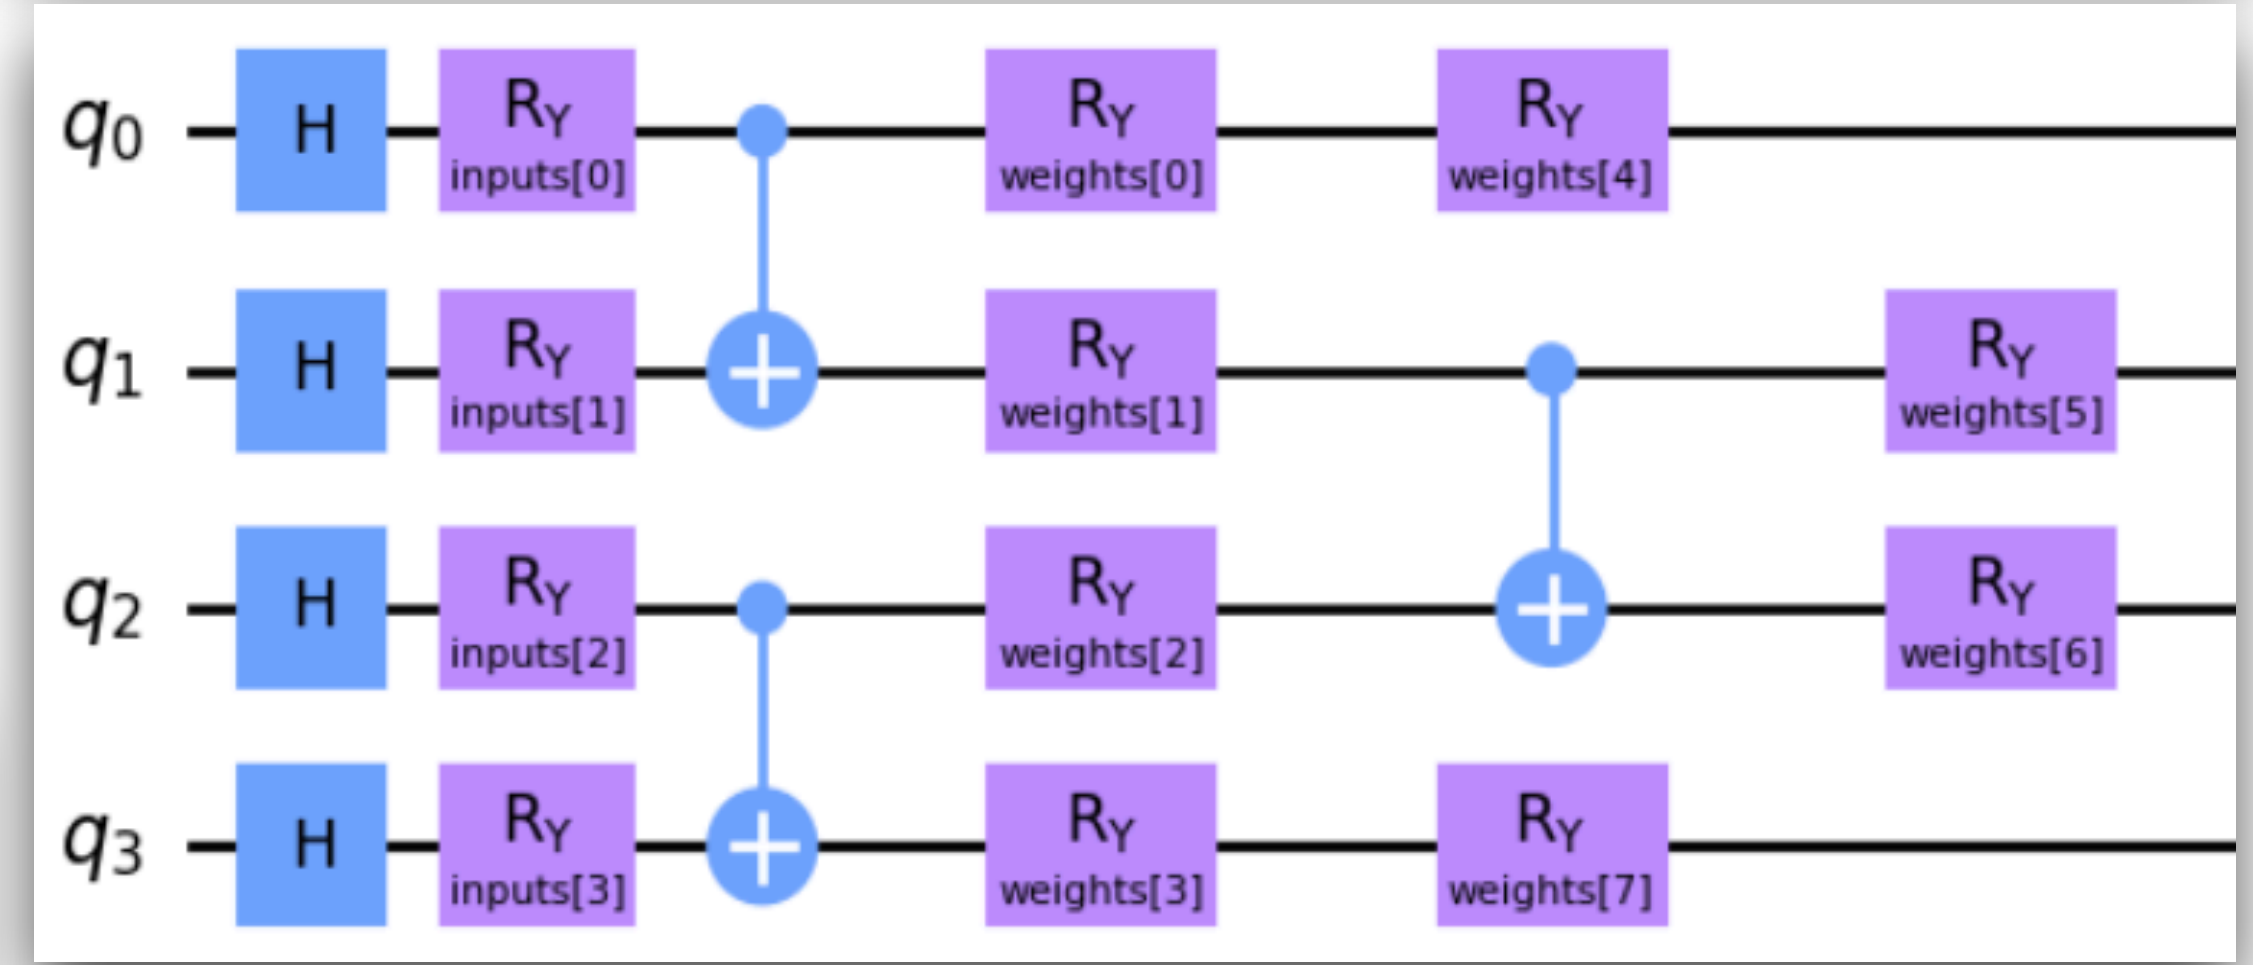 q0 H RY RY RY
inputs[0] weights[0] weights[4]
q1 H RY RY RY
inputs[1] weights[1] weights[5]
q2 H RY RY RY
inputs[2] weights[2] weights[6]
q3 H RY RY RY
inputs[3] weights[3] weights[7]